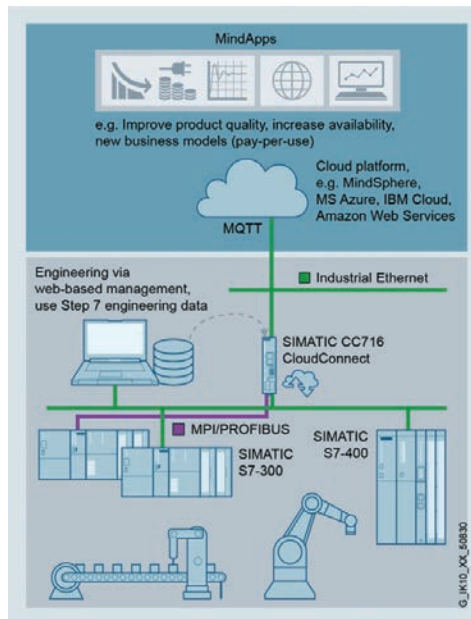 MindApps
e.g. Improve product quality, increase availability,
new business models (pay-per-use)
Cloud platform,
e.g. MindSphere,
MS Azure, IBM Cloud,
Amazon Web Services
MQTT
Engineering via
web-based management,
use Step 7 engineering data
Industrial Ethernet
SIMATIC CC716
CloudConnect
MPI/PROFIBUS
SIMATIC
S7-300
SIMATIC
S7-400
G_IK10_XX_50830